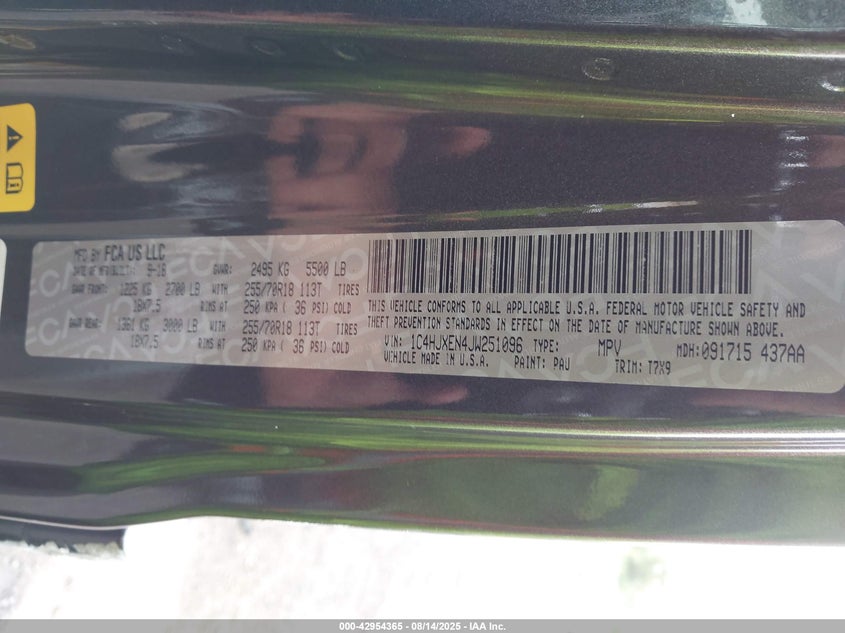 MFD BY FCA US LLC
DATE OF MFR(BUILT): 9-18 GVWR: 2495 KG 5500 LB
GAWR FRONT: 1225 KG 2700 LB WITH 255/70R18 113T TIRES
18X7.5 RIMS AT 250 KPA ( 36 PSI) COLD
GAWR REAR: 1361 KG 3000 LB WITH 255/70R18 113T TIRES
18X7.5 RIMS AT 250 KPA ( 36 PSI) COLD
THIS VEHICLE CONFORMS TO ALL APPLICABLE U.S.A. FEDERAL MOTOR VEHICLE SAFETY AND
THEFT PREVENTION STANDARDS IN EFFECT ON THE DATE OF MANUFACTURE SHOWN ABOVE.
VIN: 1C4HJXEN4JW251096 TYPE: MPV MDH:091715 437AA
VEHICLE MADE IN U.S.A. PAINT: PAU TRIM: T7X9
000-42954365 - 08/14/2025 - IAA Inc.